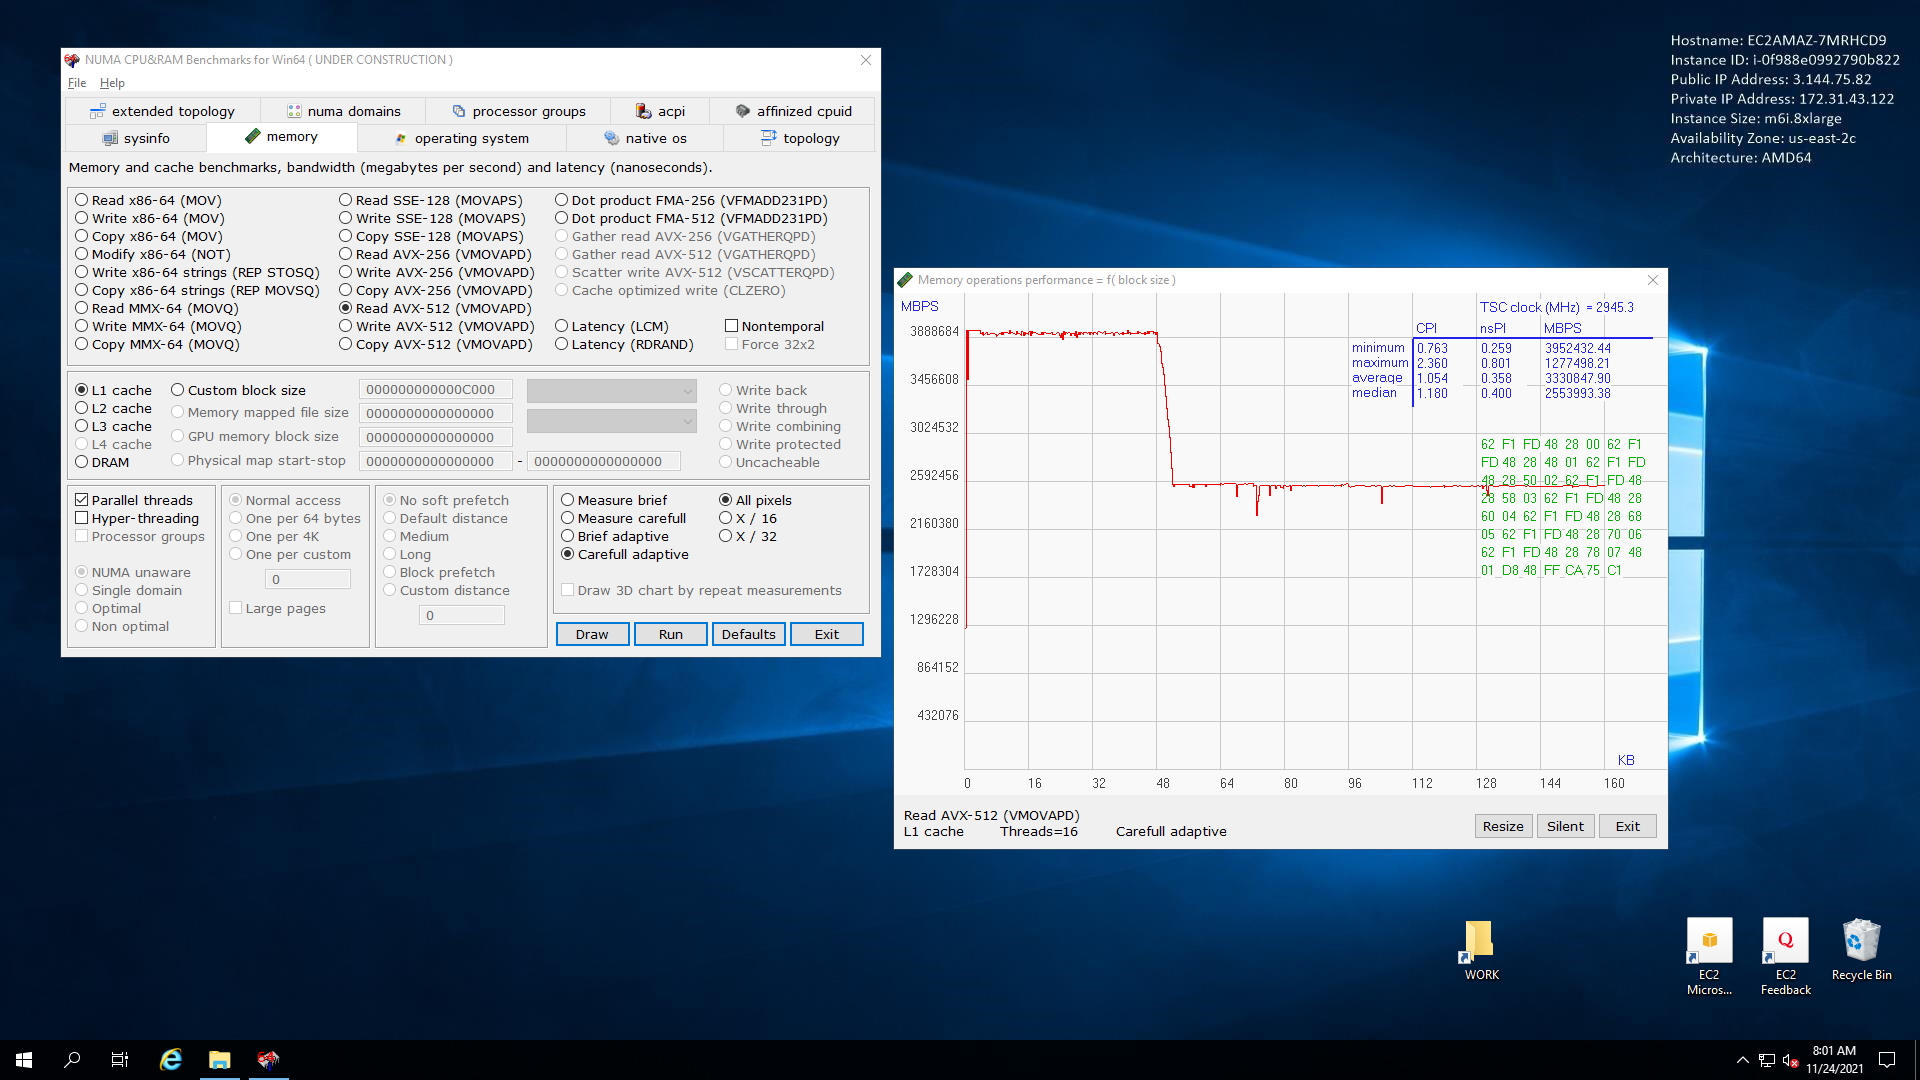 Hostname: EC2AMAZ-7MRHCD9
Instance ID: i-0f988e0992790b822
Public IP Address: 3.144.75.82
Private IP Address: 172.31.43.122
Instance Size: m6i.8xlarge
Availability Zone: us-east-2c
Architecture: AMD64
NUMA CPU&RAM Benchmarks for Win64 ( UNDER CONSTRUCTION )
File Help
extended topology numa domains processor groups acpi affinized cpuid
sysinfo memory operating system native os topology
Memory and cache benchmarks, bandwidth (megabytes per second) and latency (nanoseconds).
Read x86-64 (MOV) Read SSE-128 (MOVAPS) Dot product FMA-256 (VFMADD231PD)
Write x86-64 (MOV) Write SSE-128 (MOVAPS) Dot product FMA-512 (VFMADD231PD)
Copy x86-64 (MOV) Copy SSE-128 (MOVAPS) Gather read AVX-256 (VGATHERQPD)
Modify x86-64 (NOT) Read AVX-256 (VMOVAPD) Gather read AVX-512 (VGATHERQPD)
Write x86-64 strings (REP STOSQ) Write AVX-256 (VMOVAPD) Scatter write AVX-512 (VSCATTERQPD)
Copy x86-64 strings (REP MOVSQ) Copy AVX-256 (VMOVAPD) Cache optimized write (CLZERO)
Read MMX-64 (MOVQ) Read AVX-512 (VMOVAPD)
Write MMX-64 (MOVQ) Write AVX-512 (VMOVAPD) Latency (LCM) Nontemporal
Copy MMX-64 (MOVQ) Copy AVX-512 (VMOVAPD) Latency (RDRAND) Force 32x2
L1 cache Custom block size 000000000000C000 Write back
L2 cache Memory mapped file size 0000000000000000 Write through
L3 cache Write combining
L4 cache GPU memory block size 0000000000000000 Write protected
DRAM Physical map start-stop 0000000000000000 - 0000000000000000 Uncacheable
Parallel threads Normal access No soft prefetch Measure brief All pixels
Hyper-threading One per 64 bytes Default distance Measure carefull X / 16
Processor groups One per 4K Medium Brief adaptive X / 32
One per custom Long Carefull adaptive
NUMA unaware 0 Block prefetch
Single domain Custom distance Draw 3D chart by repeat measurements
Optimal Large pages 0
Non optimal Draw Run Defaults Exit
Memory operations performance = f( block size )
MBPS TSC clock (MHz) = 2945.3
CPI nsPI MBPS
minimum 0.763 0.259 3952432.44
maximum 2.360 0.801 1277498.21
average 1.054 0.358 3330847.90
median 1.180 0.400 2553993.38
3888684
3456608
3024532
2592456
2160380
1728304
1296228
864152
432076
62 F1 FD 48 28 00 62 F1
FD 48 28 48 01 62 F1 FD
48 28 50 02 62 F1 FD 48
28 58 03 62 F1 FD 48 28
60 04 62 F1 FD 48 28 68
05 62 F1 FD 48 28 70 06
62 F1 FD 48 28 78 07 48
01 D8 48 FF CA 75 C1
KB
0 16 32 48 64 80 96 112 128 144 160
Read AVX-512 (VMOVAPD)
L1 cache Threads=16 Carefull adaptive
Resize Silent Exit
WORK
EC2
Micros...
EC2
Feedback
Recycle Bin
8:01 AM
11/24/2021